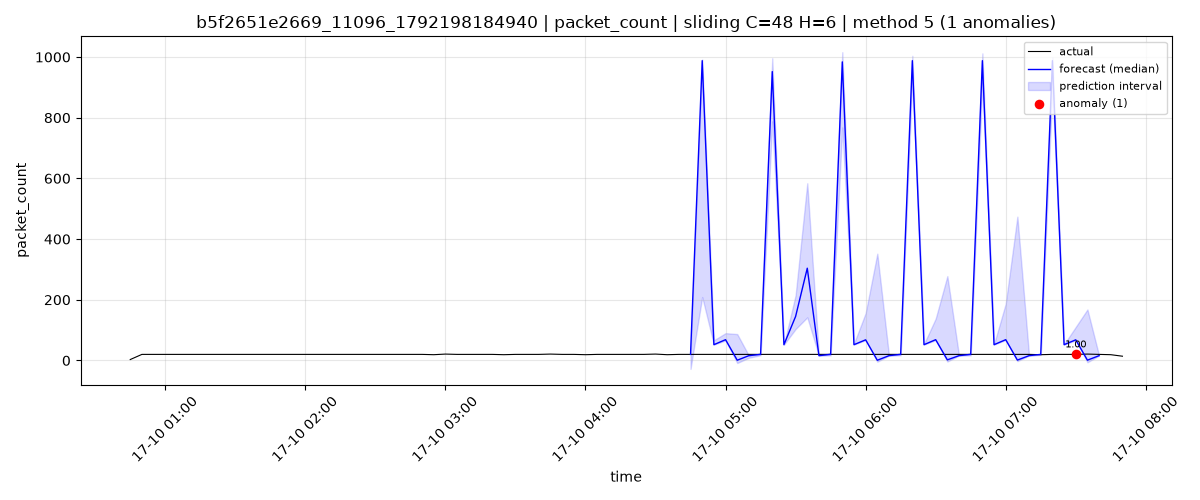 b5f2651e2669_11096_1792198184940 | packet_count | sliding C=48 H=6 | method 5 (1 anomalies)
packet_count
1000
800
600
400
200
0
actual
forecast (median)
prediction interval
anomaly (1)
1.00
17-10 01:00
17-10 02:00
17-10 03:00
17-10 04:00
17-10 05:00
17-10 06:00
17-10 07:00
17-10 08:00
time